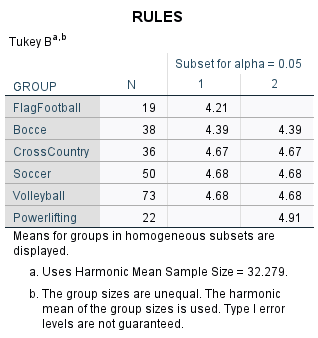 RULES
Tukey B^a,b
Subset for alpha = 0.05
GROUP N 1 2
FlagFootball 19 4.21
Bocce 38 4.39 4.39
CrossCountry 36 4.67 4.67
Soccer 50 4.68 4.68
Volleyball 73 4.68 4.68
Powerlifting 22 4.91
Means for groups in homogeneous subsets are
displayed.
a. Uses Harmonic Mean Sample Size = 32.279.
b. The group sizes are unequal. The harmonic
mean of the group sizes is used. Type I error
levels are not guaranteed.